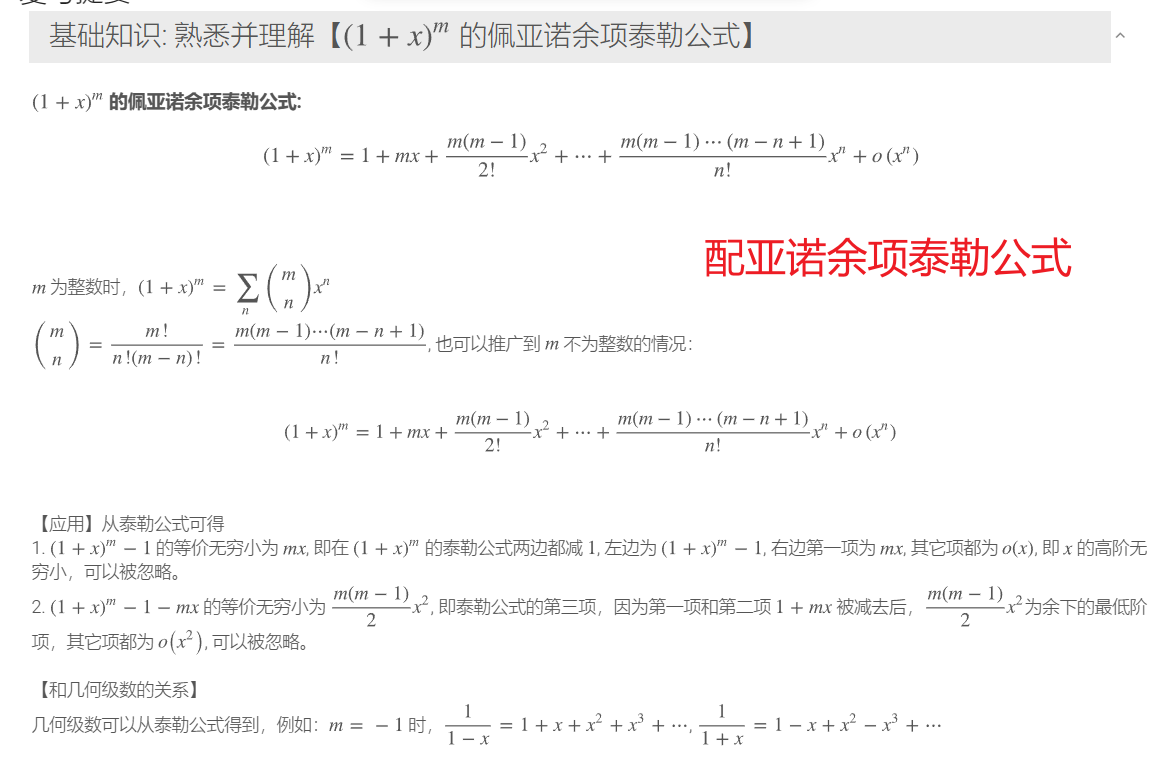 基础知识: 熟悉并理解【(1 + x)^m 的佩亚诺余项泰勒公式】
(1 + x)^m 的佩亚诺余项泰勒公式:
(1 + x)^m = 1 + mx + \frac{m(m − 1)}{2!}x^2 + ⋯ + \frac{m(m − 1) ⋯ (m − n + 1)}{n!}x^n + o (x^n)
配亚诺余项泰勒公式
m 为整数时，(1 + x)^m = \sum_n \binom{m}{n} x^n
\binom{m}{n} = \frac{m!}{n!(m − n)!} = \frac{m(m − 1)⋯(m − n + 1)}{n!}, 也可以推广到 m 不为整数的情况：
(1 + x)^m = 1 + mx + \frac{m(m − 1)}{2!}x^2 + ⋯ + \frac{m(m − 1) ⋯ (m − n + 1)}{n!}x^n + o (x^n)
【应用】从泰勒公式可得
1. (1 + x)^m − 1 的等价无穷小为 mx, 即在 (1 + x)^m 的泰勒公式两边都减 1, 左边为 (1 + x)^m − 1, 右边第一项为 mx, 其它项都为 o(x), 即 x 的高阶无
穷小，可以被忽略。
2. (1 + x)^m − 1 − mx 的等价无穷小为 \frac{m(m − 1)}{2}x^2, 即泰勒公式的第三项，因为第一项和第二项 1 + mx 被减去后，\frac{m(m − 1)}{2}x^2为余下的最低阶
项，其它项都为 o(x^2), 可以被忽略。
【和几何级数的关系】
几何级数可以从泰勒公式得到，例如：m = − 1 时，\frac{1}{1 − x} = 1 + x + x^2 + x^3 + ⋯, \frac{1}{1 + x} = 1 − x + x^2 − x^3 + ⋯